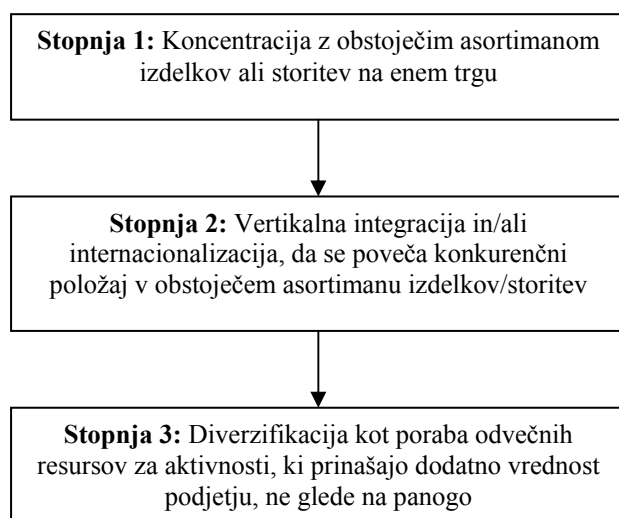 Stopnja 1: Koncentracija z obstoječim asortimanom
izdelkov ali storitev na enem trgu
Stopnja 2: Vertikalna integracija in/ali
internacionalizacija, da se poveča konkurenčni
položaj v obstoječem asortimanu izdelkov/storitev
Stopnja 3: Diverzifikacija kot poraba odvečnih
resursov za aktivnosti, ki prinašajo dodatno vrednost
podjetju, ne glede na panogo